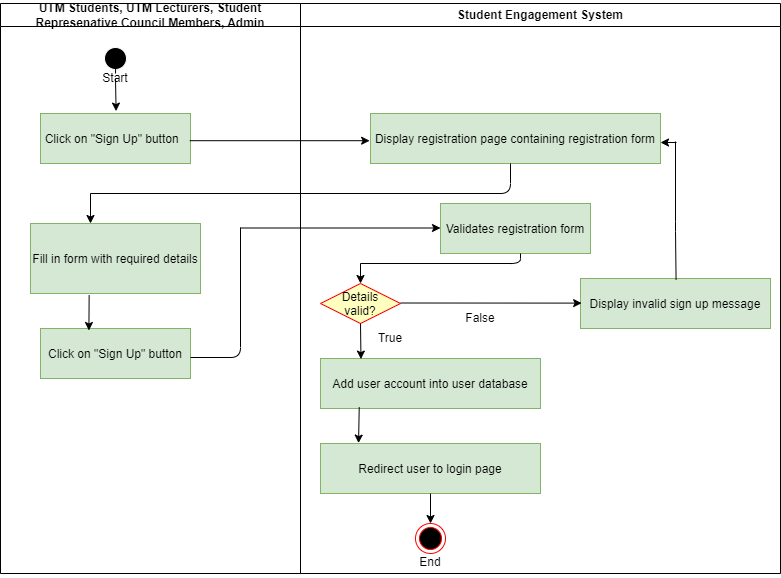 UTM Students, UTM Lecturers, Student
Represenative Council Members, Admin
Student Engagement System
Start
Click on "Sign Up" button
Display registration page containing registration form
Fill in form with required details
Validates registration form
Details
valid?
False
Display invalid sign up message
Click on "Sign Up" button
True
Add user account into user database
Redirect user to login page
End